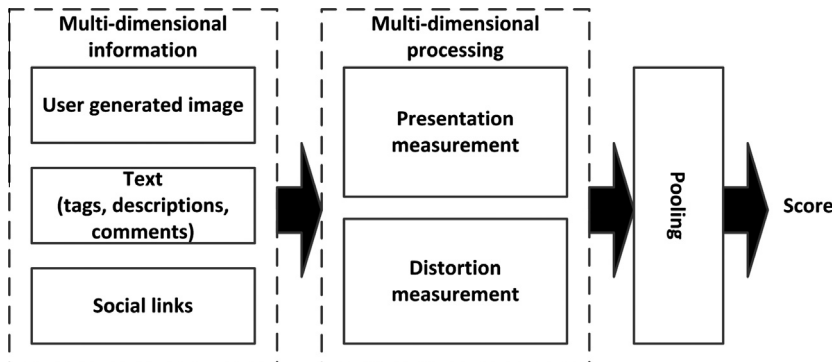 Multi-dimensional
information
User generated image
Text
(tags, descriptions,
comments)
Social links
Multi-dimensional
processing
Presentation
measurement
Distortion
measurement
Pooling
Score